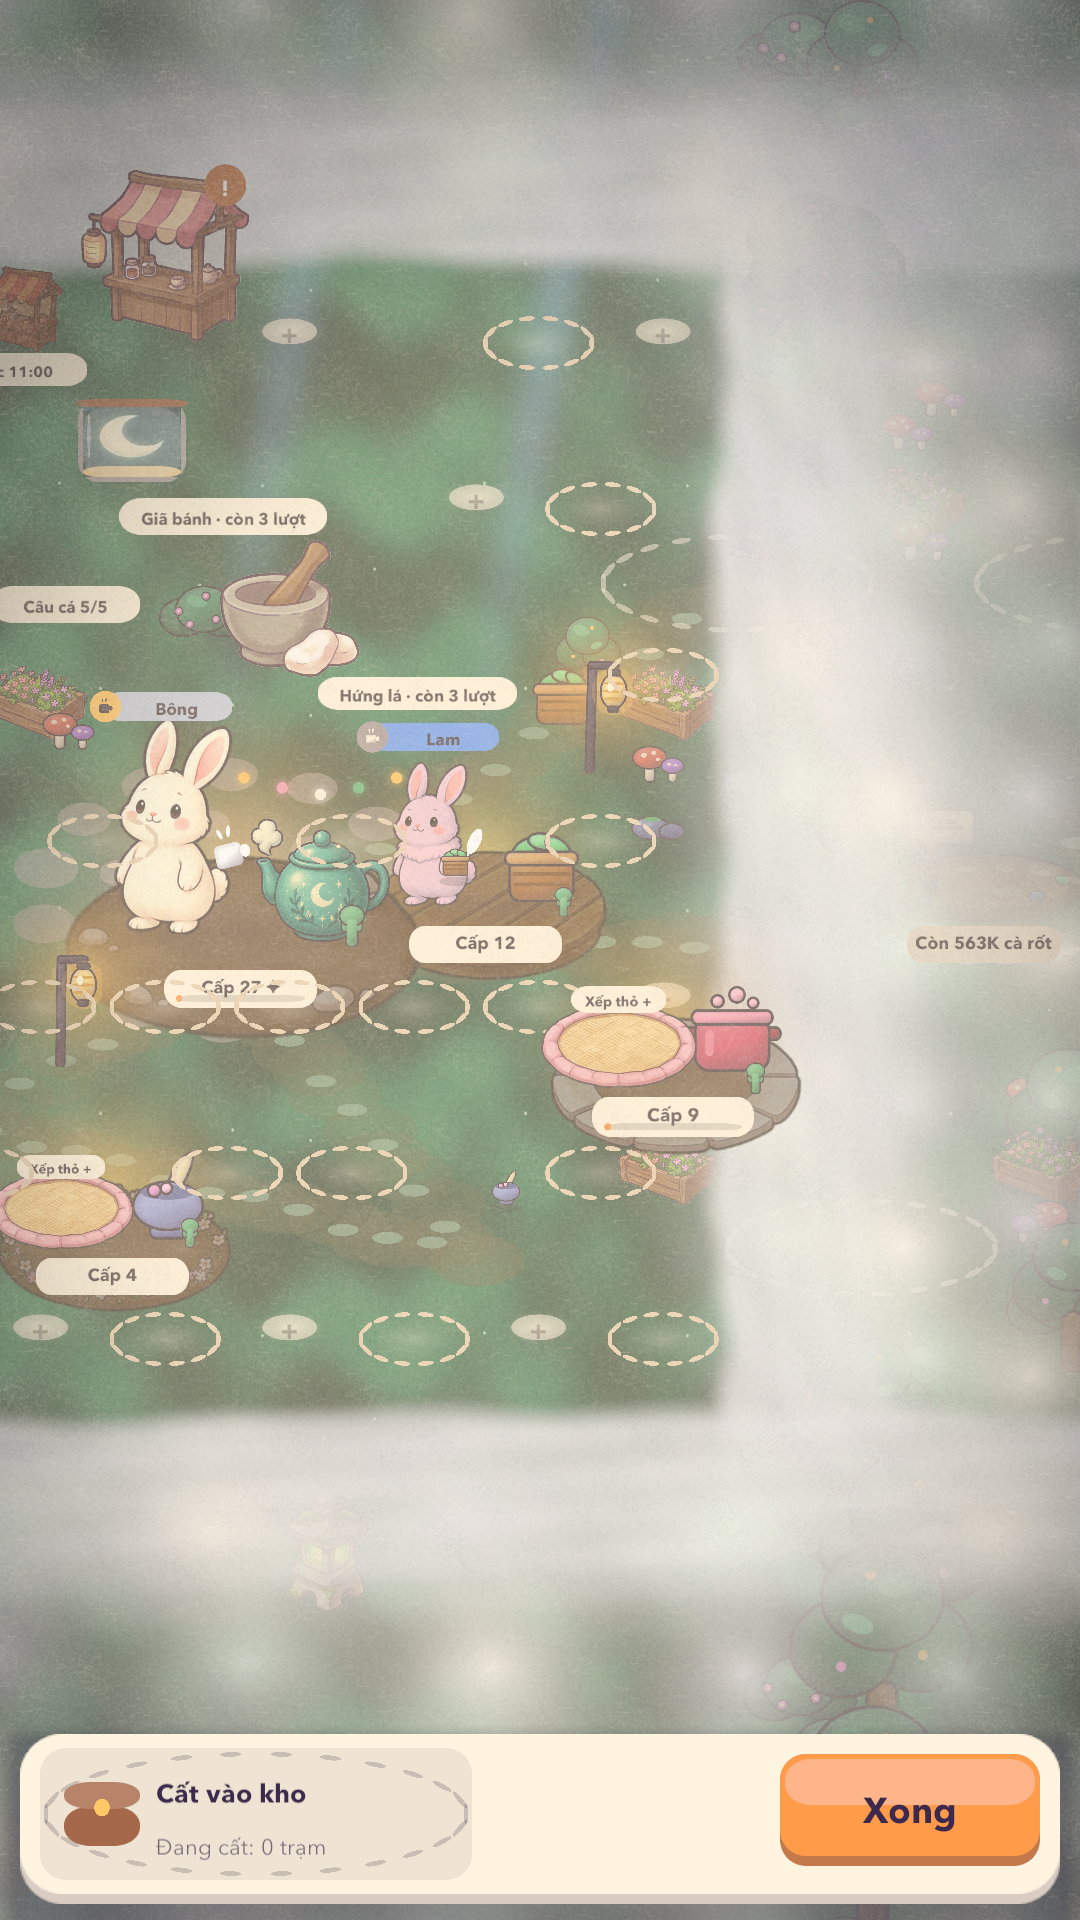 !
+
+
11:00
Giã bánh · còn 3 lượt
+
Câu cá 5/5
Hứng lá · còn 3 lượt
Bông
Lam
Cấp 12
Còn 563K cà rốt
Cấp 27
Xếp thỏ +
Cấp 9
Xếp thỏ +
Cấp 4
+
+
+
Cất vào kho
Đang cất: 0 trạm
Xong